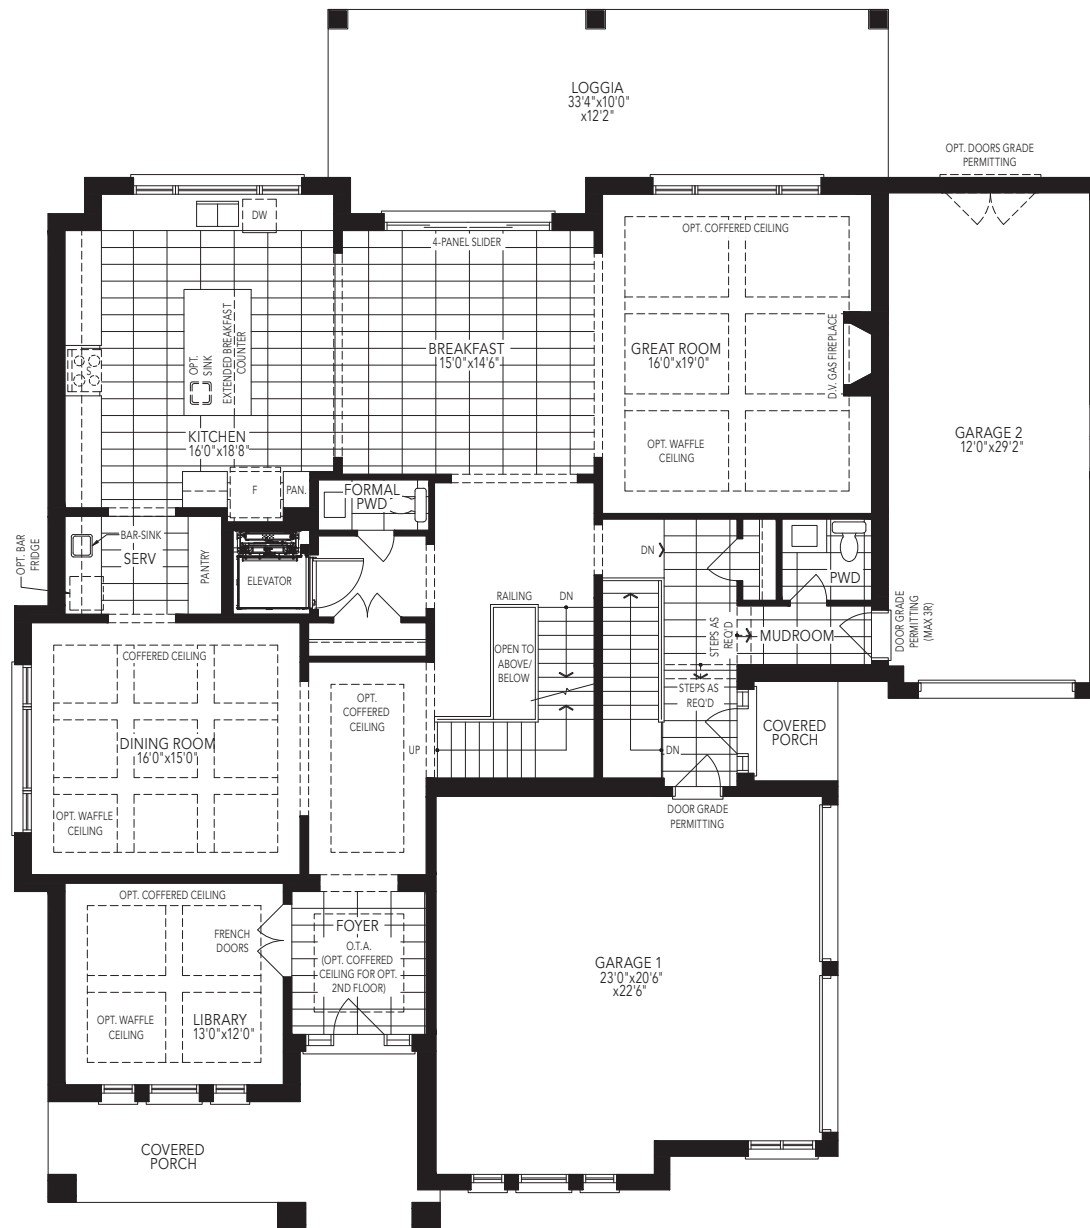 LOGGIA
33'4"x10'0"
x12'2"
OPT. DOORS GRADE
PERMITTING
DW
4-PANEL SLIDER
OPT. COFFERED CEILING
OPT.
SINK
EXTENDED BREAKFAST
COUNTER
S
BREAKFAST
15'0"x14'6"
GREAT ROOM
16'0"x19'0"
D.V. GAS FIREPLACE
KITCHEN
16'0"x18'8"
OPT. WAFFLE
CEILING
GARAGE 2
12'0"x29'2"
F
PAN.
FORMAL
PWD
OPT. BAR
FRIDGE
BAR-SINK
SERV
PANTRY
ELEVATOR
DN
PWD
RAILING
DN
OPEN TO
ABOVE/
BELOW
STEPS AS
REQ'D
MUDROOM
DOOR GRADE
PERMITTING
(MAX 3R)
COFFERED CEILING
OPT.
COFFERED
CEILING
STEPS AS
REQ'D
COVERED
PORCH
DINING ROOM
16'0"x15'0"
UP
DN
OPT. WAFFLE
CEILING
DOOR GRADE
PERMITTING
OPT. COFFERED CEILING
FRENCH
DOORS
FOYER
O.T.A.
(OPT. COFFERED
CEILING FOR OPT.
2ND FLOOR)
GARAGE 1
23'0"x20'6"
x22'6"
OPT. WAFFLE
CEILING
LIBRARY
13'0"x12'0"
COVERED
PORCH